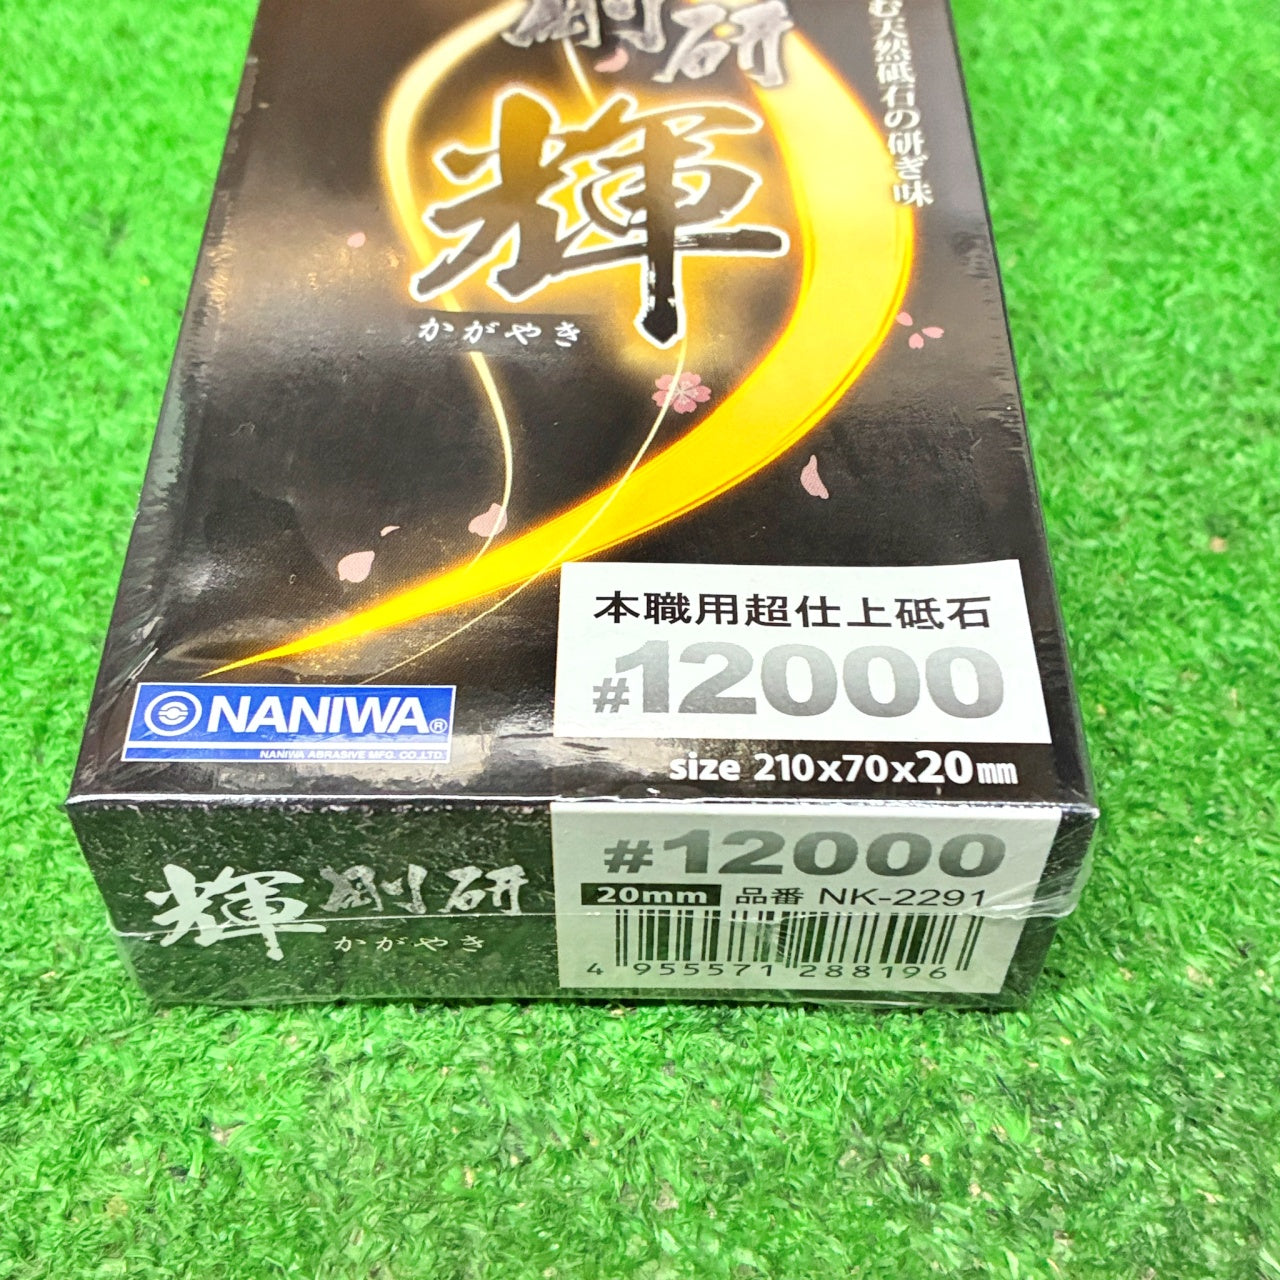 剛研
輝
かがやき
む天然砥石の研ぎ味
本職用超仕上砥石
#12000
size 210x70x20mm
NANIWA®
NANIWA ABRASIVE MFG. CO.,LTD.
輝 剛研
かがやき
#12000
20mm 品番 NK-2291
4 955571 288196